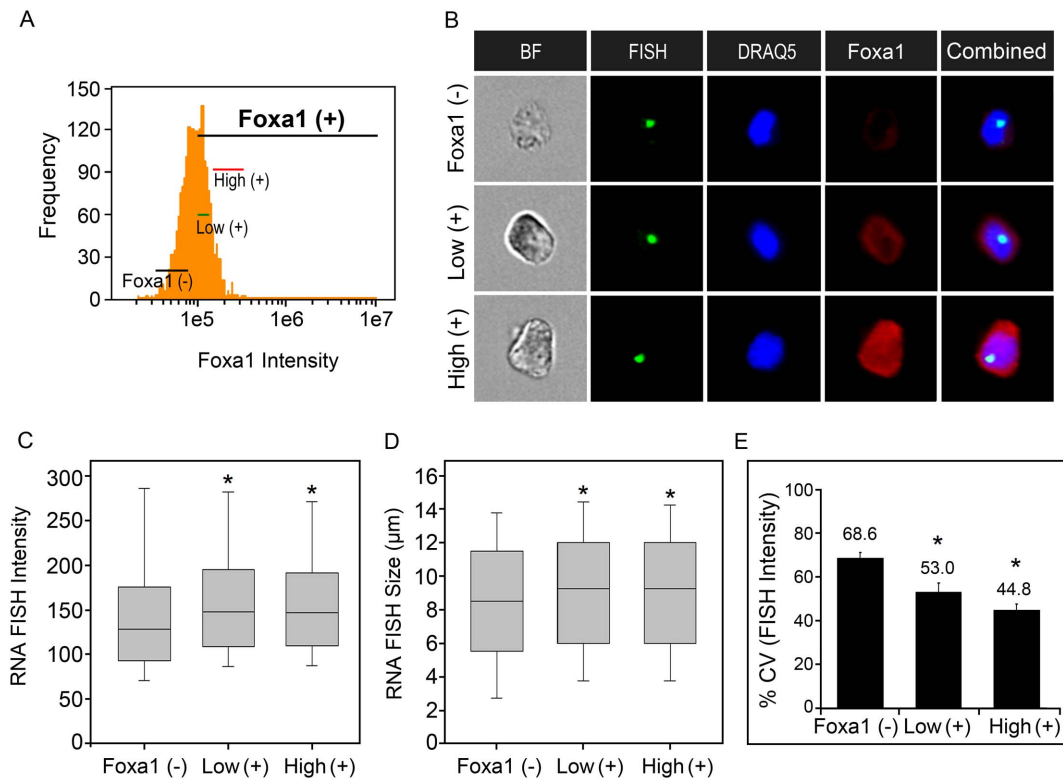 A
Frequency
150
120
90
60
30
0
Foxa1 (+)
High (+)
Low (+)
Foxa1 (-)
1e5 1e6 1e7
Foxa1 Intensity
B
BF FISH DRAQ5 Foxa1 Combined
Foxa1 (-)
Low (+)
High (+)
C
RNA FISH Intensity
300
250
200
150
100
50
0
* *
Foxa1 (-) Low (+) High (+)
D
RNA FISH Size (µm)
16
14
12
10
8
6
4
2
0
* *
Foxa1 (-) Low (+) High (+)
E
% CV (FISH Intensity)
100
80
60
40
20
0
68.6
*
53.0
*
44.8
Foxa1 (-) Low (+) High (+)